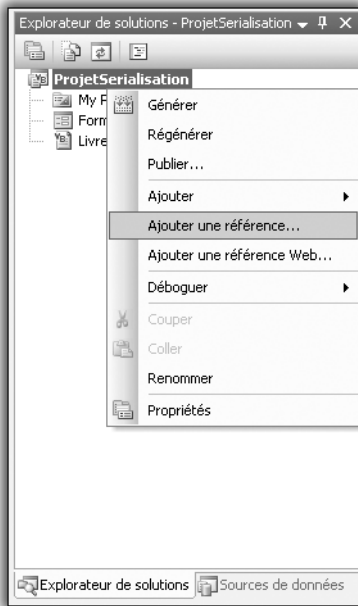 Explorateur de solutions - ProjetSerialisation
ProjetSerialisation
My P
Form
Livre
Générer
Régénérer
Publier...
Ajouter
Ajouter une référence...
Ajouter une référence Web...
Déboguer
Couper
Coller
Renommer
Propriétés
Explorateur de solutions
Sources de données